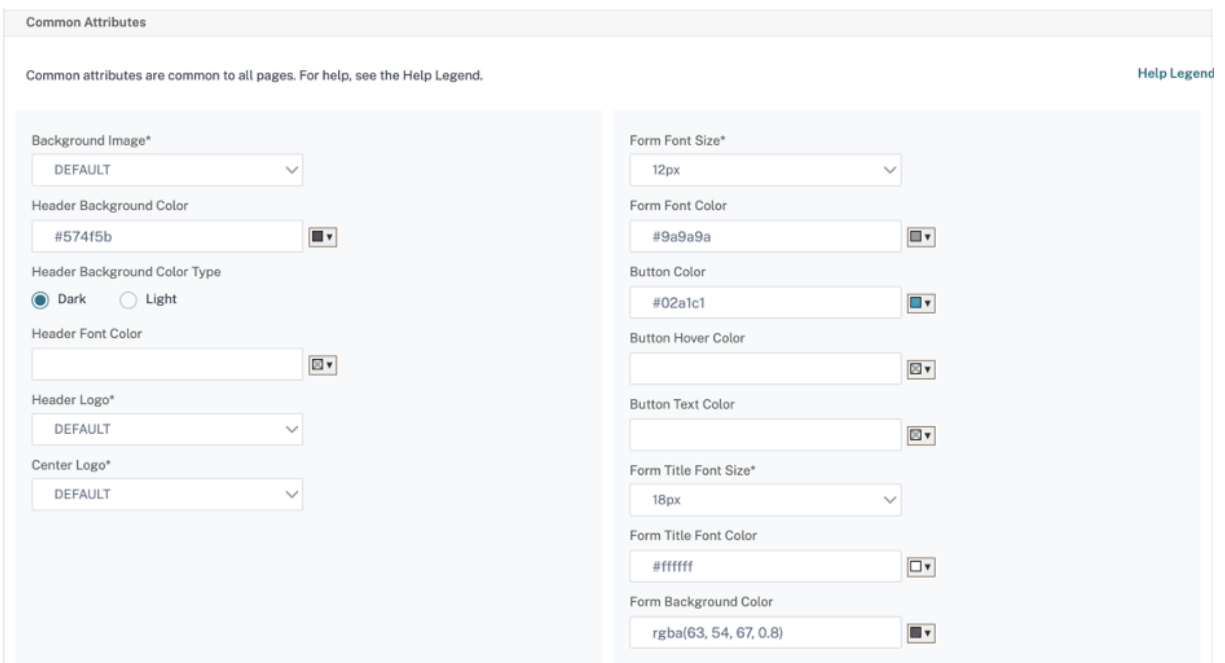 Common Attributes
Common attributes are common to all pages. For help, see the Help Legend.
Help Legend
Background Image*
DEFAULT
Header Background Color
#574f5b
Header Background Color Type
Dark
Light
Header Font Color
Header Logo*
DEFAULT
Center Logo*
DEFAULT
Form Font Size*
12px
Form Font Color
#9a9a9a
Button Color
#02a1c1
Button Hover Color
Button Text Color
Form Title Font Size*
18px
Form Title Font Color
#ffffff
Form Background Color
rgba(63, 54, 67, 0.8)